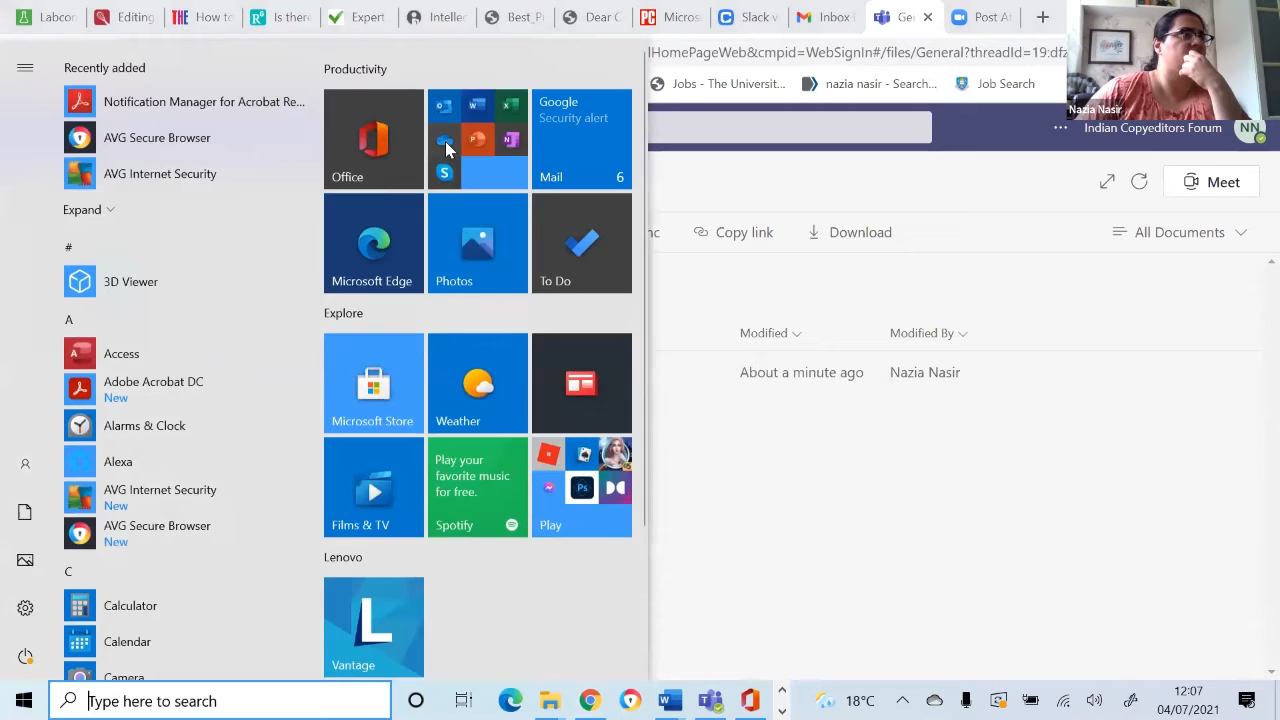 Labon
Editing
THE How to
Is there
Expert
Intelle
Best_P
Dear C
PC Micros
Slack v
Inbox
Ge
Post Af
lHomePageWeb&cmpid=WebSignIn#/files/General?threadId=19:dfa
Jobs - The Universit...
nazia nasir - Search...
Job Search
Nazia Nasir
Indian Copyeditors Forum
NN
Meet
Copy link
Download
All Documents
Modified
Modified By
About a minute ago
Nazia Nasir
Recently added
Notification Manager for Acrobat Re...
AVG Secure Browser
AVG Internet Security
Expand
#
3D Viewer
A
Access
Adobe Acrobat DC
New
Alarms & Clock
Alexa
AVG Internet Security
New
AVG Secure Browser
New
C
Calculator
Calendar
Camera
Productivity
Office
Google
Security alert
Mail 6
Microsoft Edge
Photos
To Do
Explore
Microsoft Store
Weather
Films & TV
Play your
favorite music
for free.
Spotify
Ps
Play
Lenovo
L
Vantage
Type here to search
18°C
12:07
04/07/2021